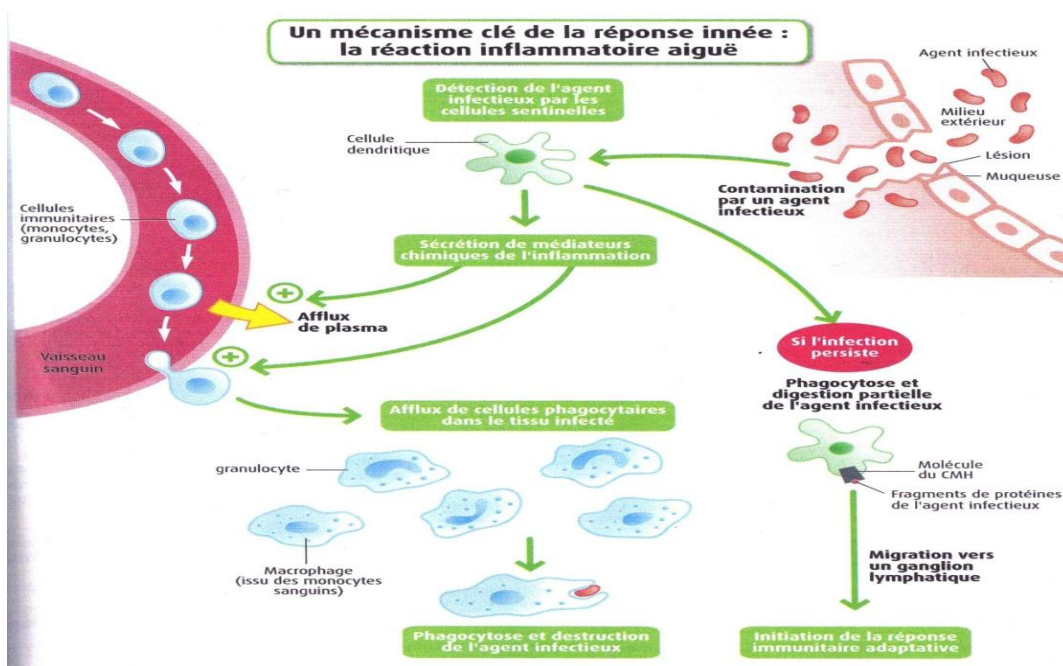 Un mécanisme clé de la réponse innée :
la réaction inflammatoire aiguë
Détection de l'agent
infectieux par les
cellules sentinelles
Agent infectieux
Milieu
extérieur
Lésion
Muqueuse
Cellule
dendritique
Contamination
par un agent
infectieux
Cellules
immunitaires
(monocytes,
granulocytes)
Sécrétion de médiateurs
chimiques de l'inflammation
+
Afflux
de plasma
+
Vaisseau
sanguin
Si l'infection
persiste
Phagocytose et
digestion partielle
de l'agent infectieux
Afflux de cellules phagocytaires
dans le tissu infecté
granulocyte
Molécule
du CMH
Fragments de protéines
de l'agent infectieux
Macrophage
(issu des monocytes
sanguins)
Migration vers
un ganglion
lymphatique
Phagocytose et destruction
de l'agent infectieux
Initiation de la réponse
immunitaire adaptative